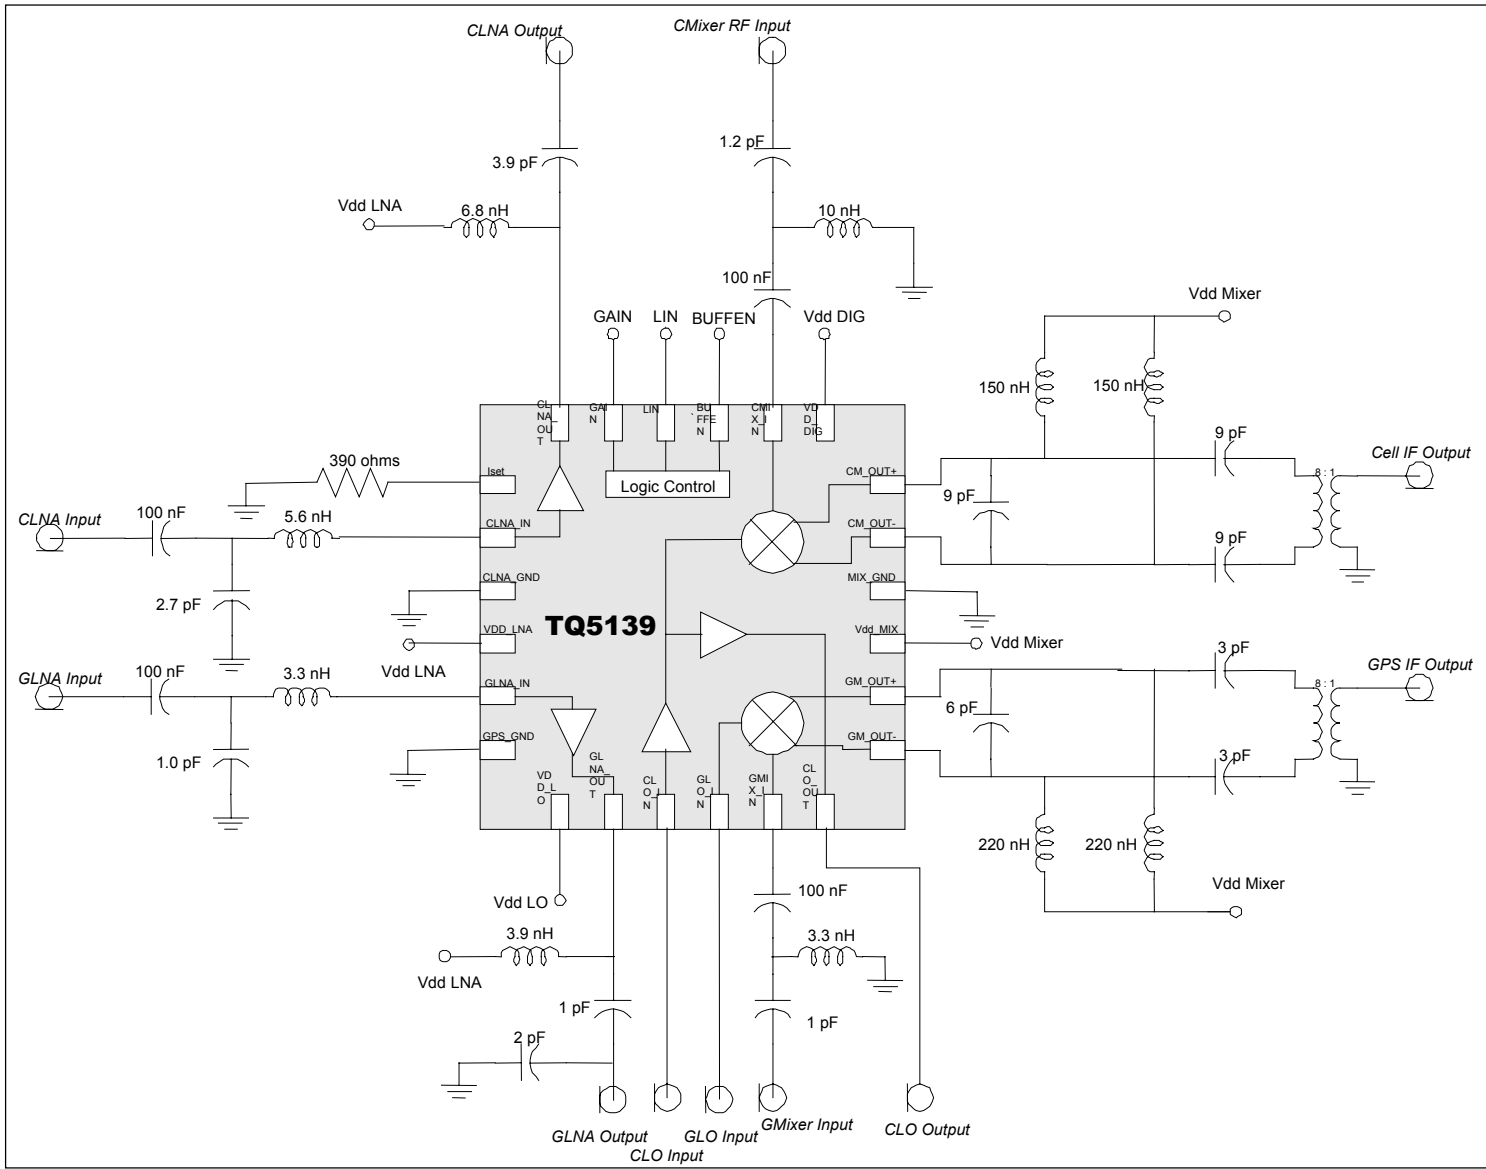 CLNA Output
CMixer RF Input
3.9 pF
1.2 pF
Vdd LNA
6.8 nH
10 nH
100 nF
GAIN
LIN
BUFFEN
Vdd DIG
Vdd Mixer
150 nH
150 nH
CL
NA_
OUT
GAI
N
LIN
`BU
FFE
N
CMI
X_I
N
VD
D_
DIG
390 ohms
Iset
Logic Control
CM_OUT+
9 pF
9 pF
8 : 1
Cell IF Output
CLNA Input
100 nF
5.6 nH
CLNA_IN
CM_OUT-
9 pF
CLNA_GND
MIX_GND
2.7 pF
TQ5139
VDD_LNA
Vdd LNA
Vdd_MIX
Vdd Mixer
GLNA Input
100 nF
3.3 nH
GLNA_IN
GM_OUT+
3 pF
6 pF
8 : 1
GPS IF Output
1.0 pF
GPS_GND
GM_OUT-
3 pF
VD
D_L
O
GL
NA_
OUT
CL
O_I
N
GL
O_I
N
GMI
X_I
N
CL
O_
OUT
220 nH
220 nH
Vdd Mixer
Vdd LO
100 nF
3.9 nH
3.3 nH
Vdd LNA
1 pF
1 pF
2 pF
GLNA Output
CLO Input
GLO Input
GMixer Input
CLO Output